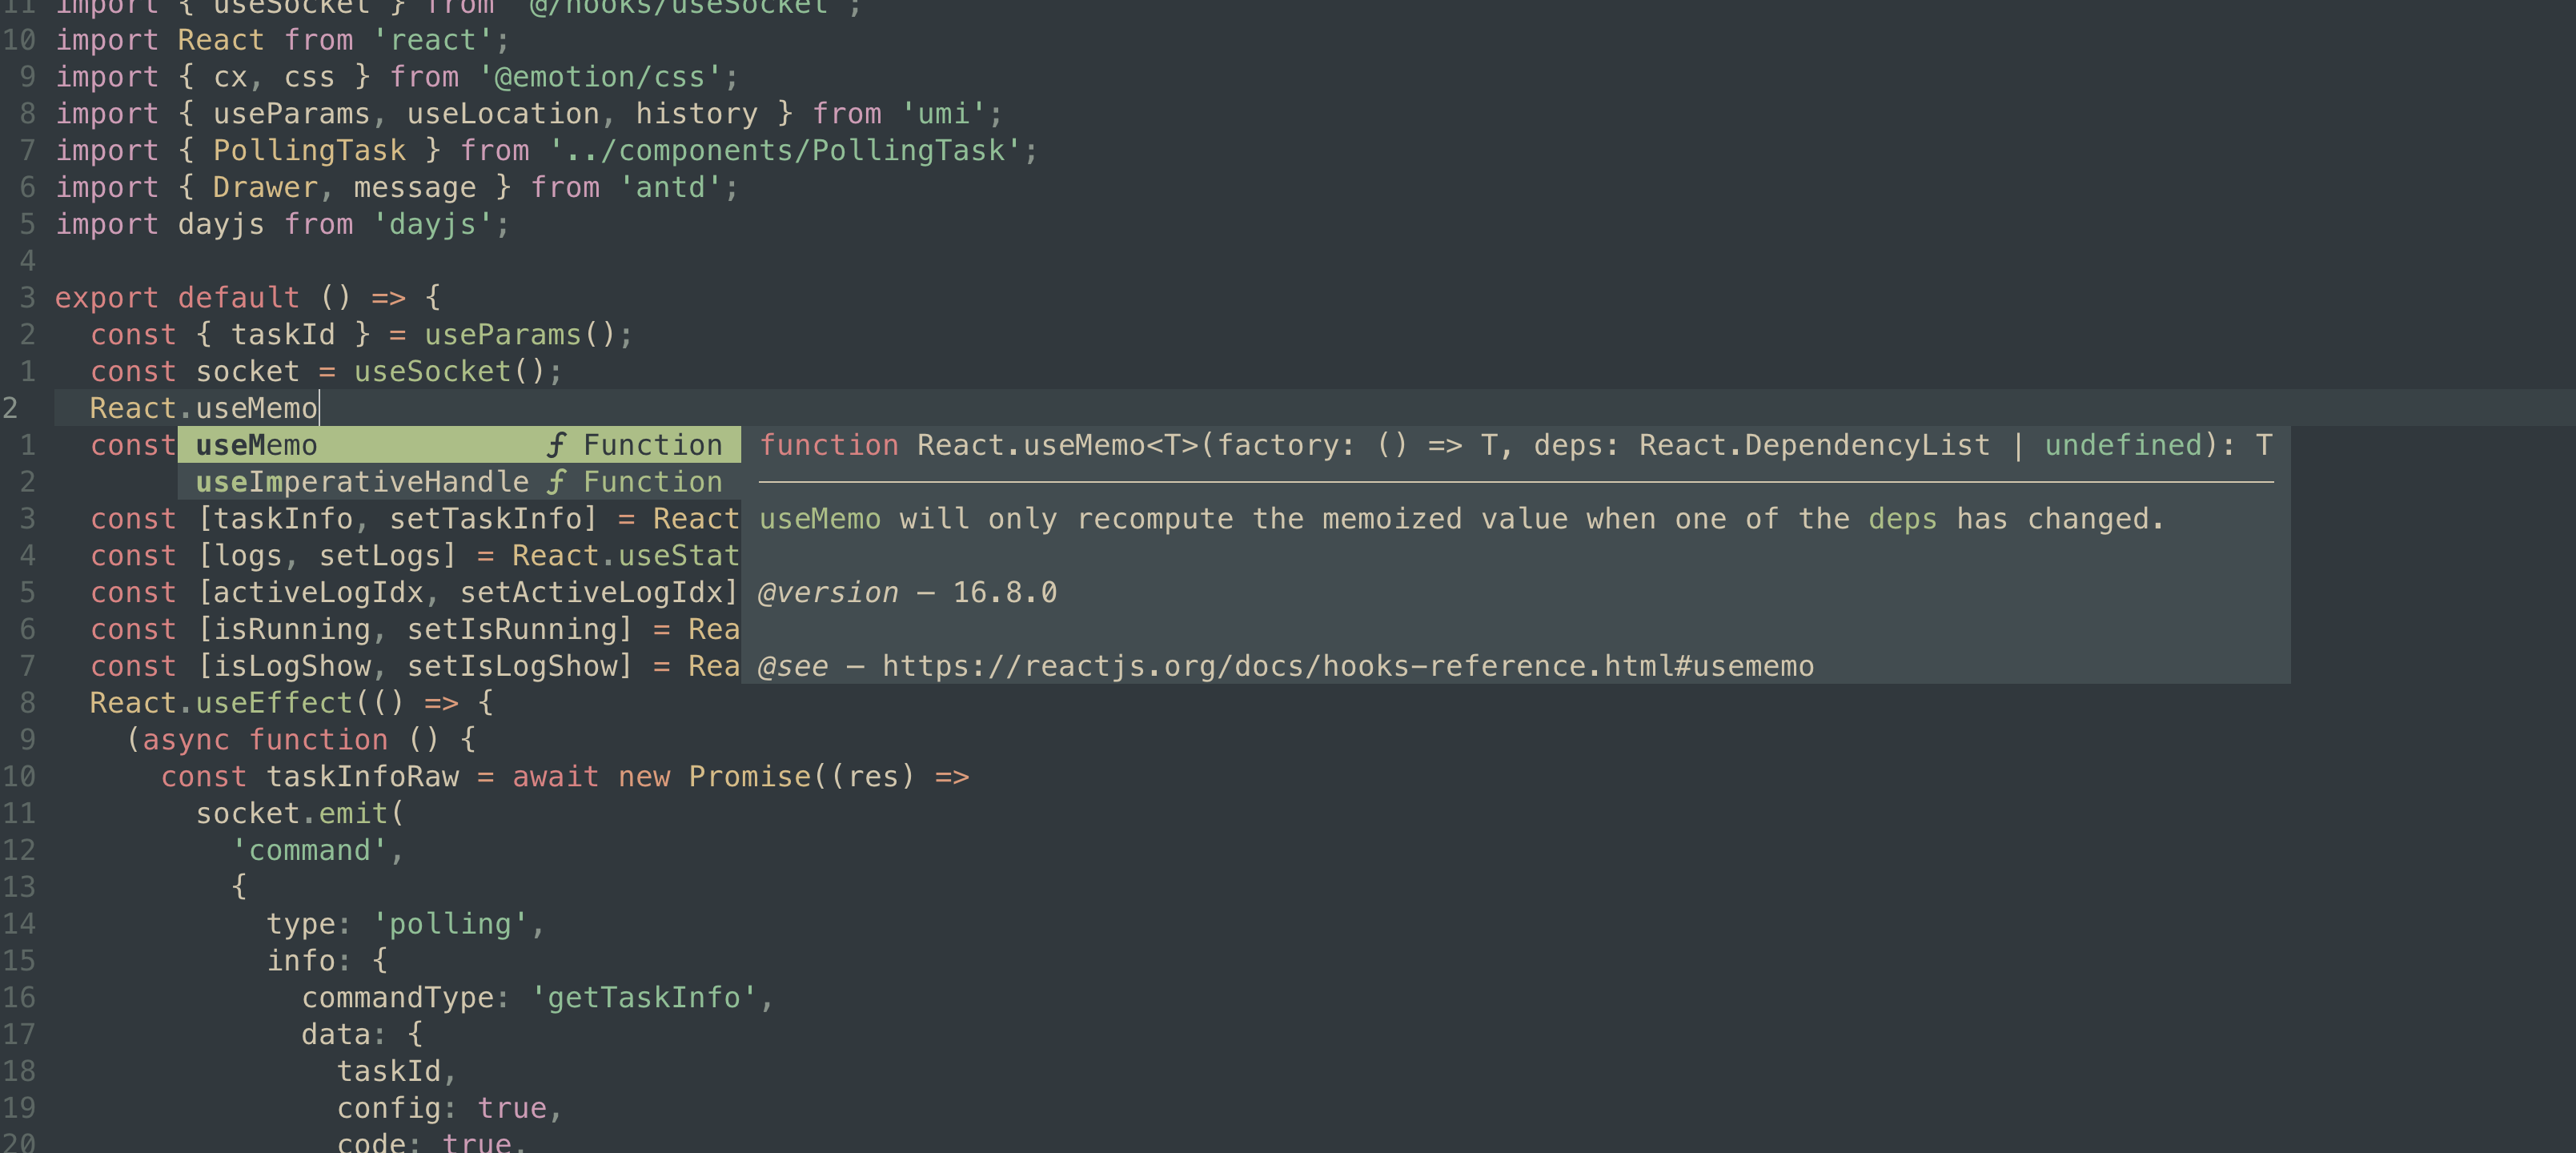 11 import { useSocket } from '@/hooks/useSocket';
10 import React from 'react';
9 import { cx, css } from '@emotion/css';
8 import { useParams, useLocation, history } from 'umi';
7 import { PollingTask } from '../components/PollingTask';
6 import { Drawer, message } from 'antd';
5 import dayjs from 'dayjs';
4
3 export default () => {
2   const { taskId } = useParams();
1   const socket = useSocket();
2   React.useMemo
1   const useMemo ƒ Function function React.useMemo<T>(factory: () => T, deps: React.DependencyList | undefined): T
2   useImperativeHandle ƒ Function
3   const [taskInfo, setTaskInfo] = React useMemo will only recompute the memoized value when one of the deps has changed.
4   const [logs, setLogs] = React.useStat
5   const [activeLogIdx, setActiveLogIdx] @version — 16.8.0
6   const [isRunning, setIsRunning] = Rea
7   const [isLogShow, setIsLogShow] = Rea @see — https://reactjs.org/docs/hooks-reference.html#usememo
8   React.useEffect(() => {
9     (async function () {
10       const taskInfoRaw = await new Promise((res) =>
11         socket.emit(
12           'command',
13           {
14             type: 'polling',
15             info: {
16               commandType: 'getTaskInfo',
17               data: {
18                 taskId,
19                 config: true,
20                 code: true,